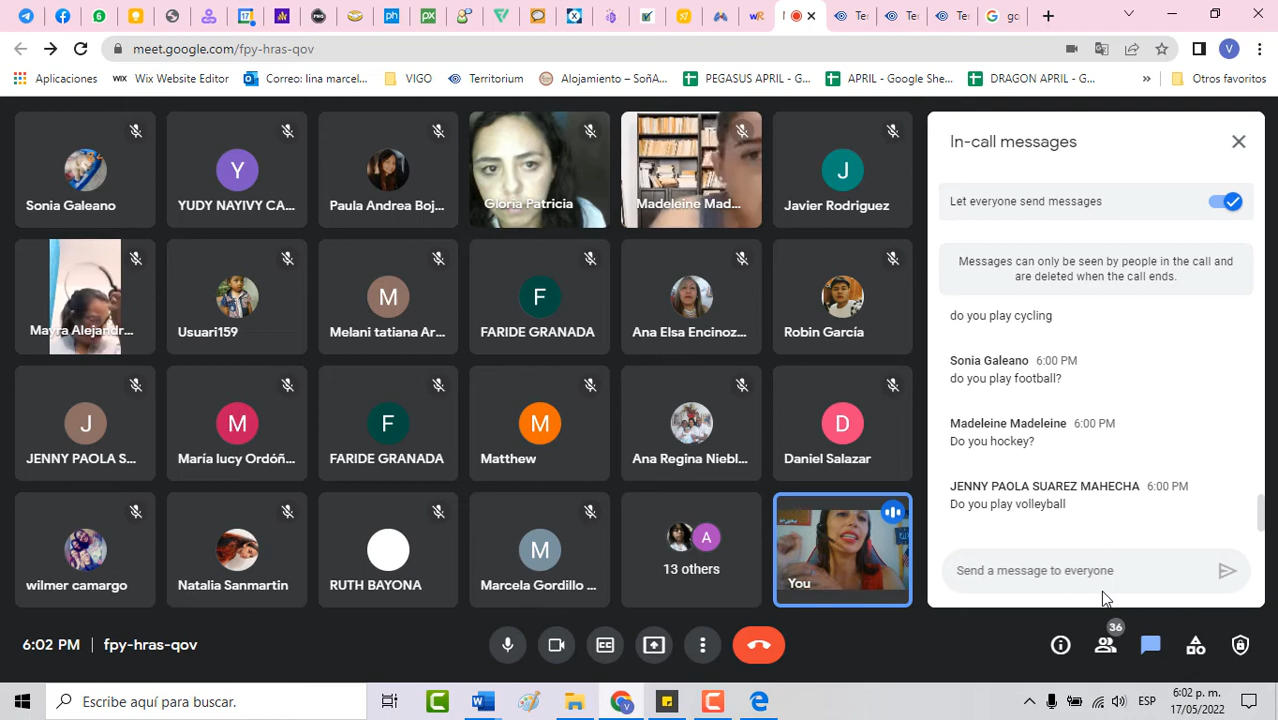 meet.google.com/fpy-hras-qov
Aplicaciones
WIX Wix Website Editor
Correo: lina marcel...
VIGO
Territorium
Alojamiento – SoñA...
PEGASUS APRIL - G...
APRIL - Google She...
DRAGON APRIL - G...
»
Otros favoritos
Sonia Galeano
Y
YUDY NAYIVY CA...
Paula Andrea Boj...
Gloria Patricia
Madeleine Mad...
J
Javier Rodriguez
Mayra Alejandr...
Usuari159
M
Melani tatiana Ar...
F
FARIDE GRANADA
Ana Elsa Encinoz...
Robin García
J
JENNY PAOLA S...
M
María lucy Ordóñ...
F
FARIDE GRANADA
M
Matthew
Ana Regina Niebl...
D
Daniel Salazar
wilmer camargo
Natalia Sanmartin
RUTH BAYONA
M
Marcela Gordillo ...
A
13 others
You
In-call messages
Let everyone send messages
Messages can only be seen by people in the call and
are deleted when the call ends.
do you play cycling
Sonia Galeano 6:00 PM
do you play football?
Madeleine Madeleine 6:00 PM
Do you hockey?
JENNY PAOLA SUAREZ MAHECHA 6:00 PM
Do you play volleyball
Send a message to everyone
6:02 PM | fpy-hras-qov
36
Escribe aquí para buscar.
ESP
6:02 p. m.
17/05/2022